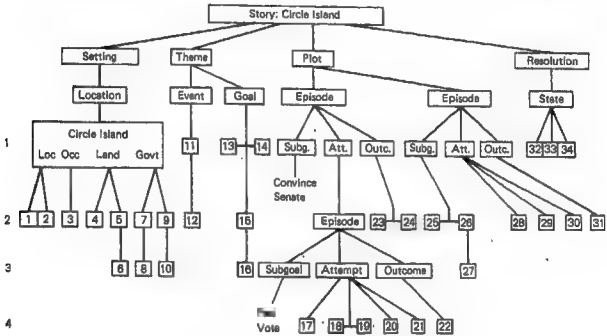 Story: Circle Island
Setting Theme Plot Resolution
Location Event Goal Episode Episode State
Circle Island
1 11 13 14 Subg. Att. Outc. Subg. Att. Outc. 32 33 34
Loc Occ Land Govt
Convince
Senate
2 1 2 3 4 5 7 9 12 15 Episode 23 24 25 26 28 29 30 31
3 6 8 10 16 Subgoal Attempt Outcome 27
Vote
4 17 18 19 20 21 22